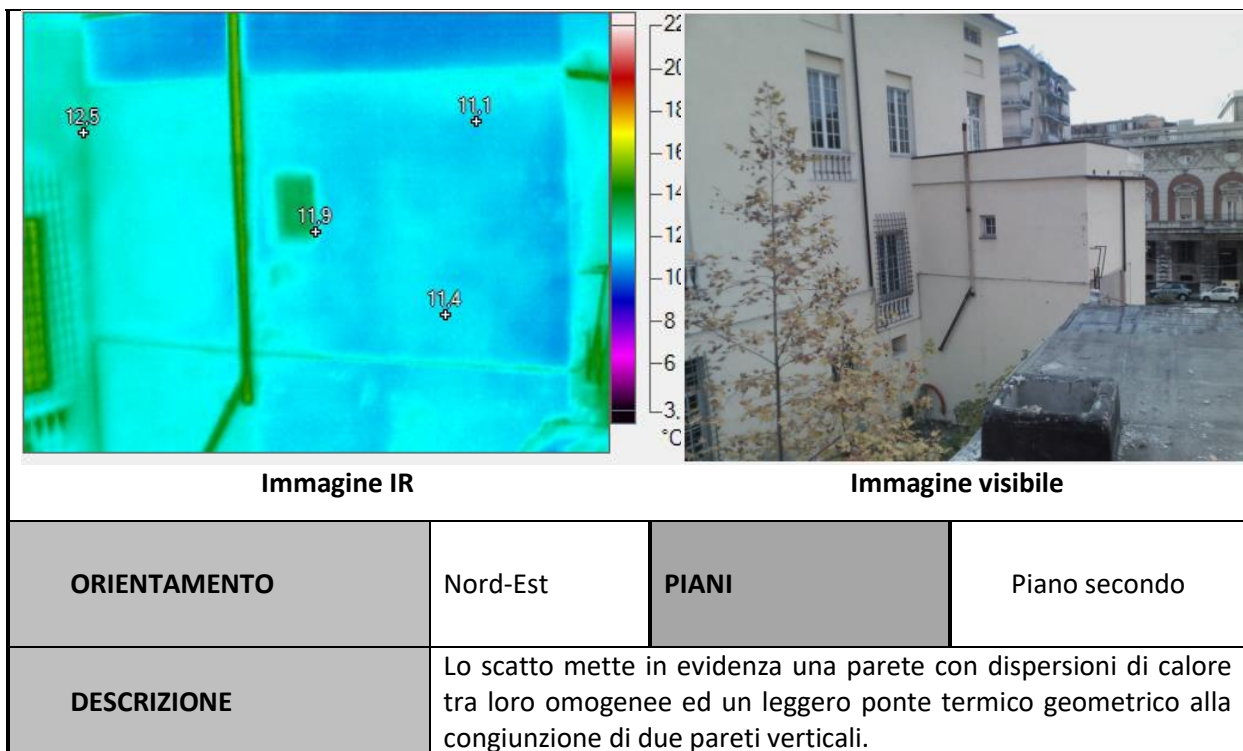 22
20
18
16
14
12
10
8
6
3,
°C
12,5
11,1
11,9
11,4
Immagine IR
Immagine visibile
ORIENTAMENTO
Nord-Est
PIANI
Piano secondo
DESCRIZIONE
Lo scatto mette in evidenza una parete con dispersioni di calore
tra loro omogenee ed un leggero ponte termico geometrico alla
congiunzione di due pareti verticali.